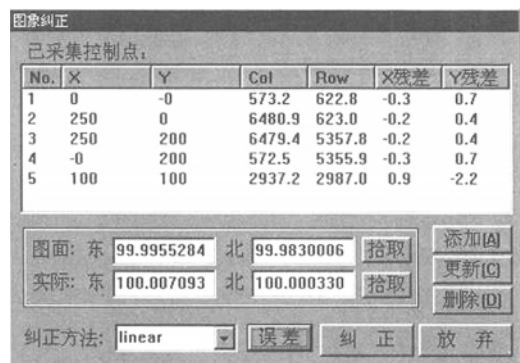 图象纠正
已采集控制点:
No. X Y Col Row X残差 Y残差
1 0 -0 573.2 622.8 -0.3 0.7
2 250 0 6480.9 623.0 -0.2 0.4
3 250 200 6479.4 5357.8 -0.2 0.4
4 -0 200 572.5 5355.9 -0.3 0.7
5 100 100 2937.2 2987.0 0.9 -2.2
图面: 东 99.9955284 北 99.9830006 拾取 添加[A]
更新[C]
实际: 东 100.007093 北 100.000330 拾取
删除[D]
纠正方法: linear 误差 纠 正 放 弃